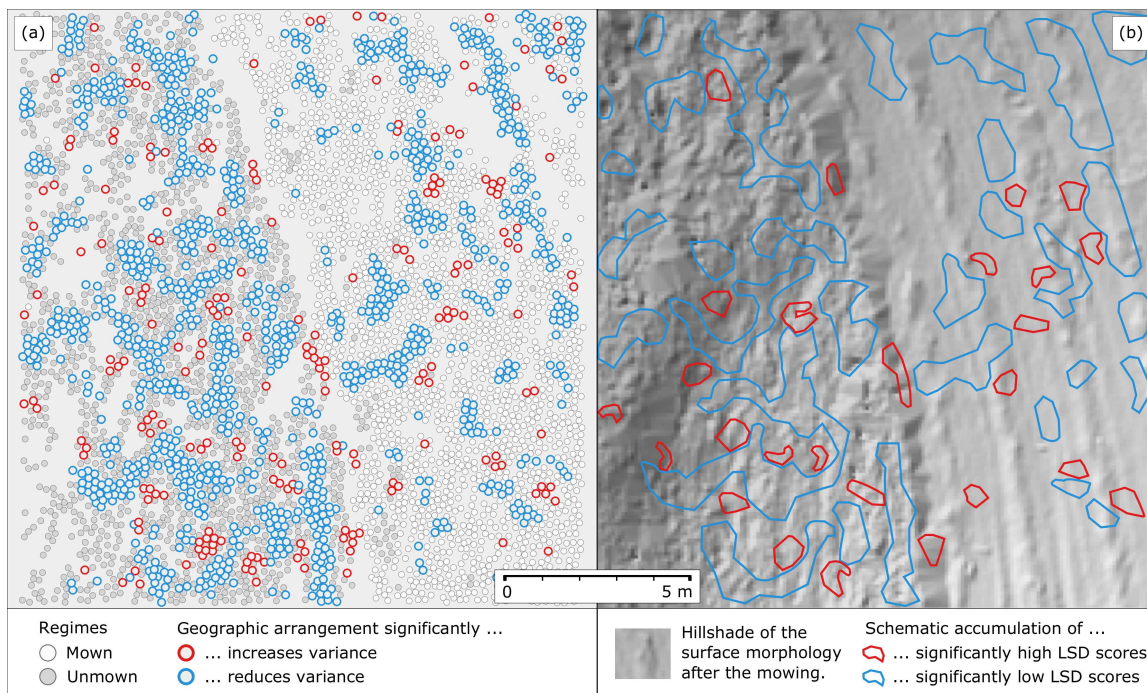 (a)
(b)
0 5 m
Regimes
Mown
Unmown
Geographic arrangement significantly ...
... increases variance
... reduces variance
Hillshade of the
surface morphology
after the mowing.
Schematic accumulation of ...
... significantly high LSD scores
... significantly low LSD scores